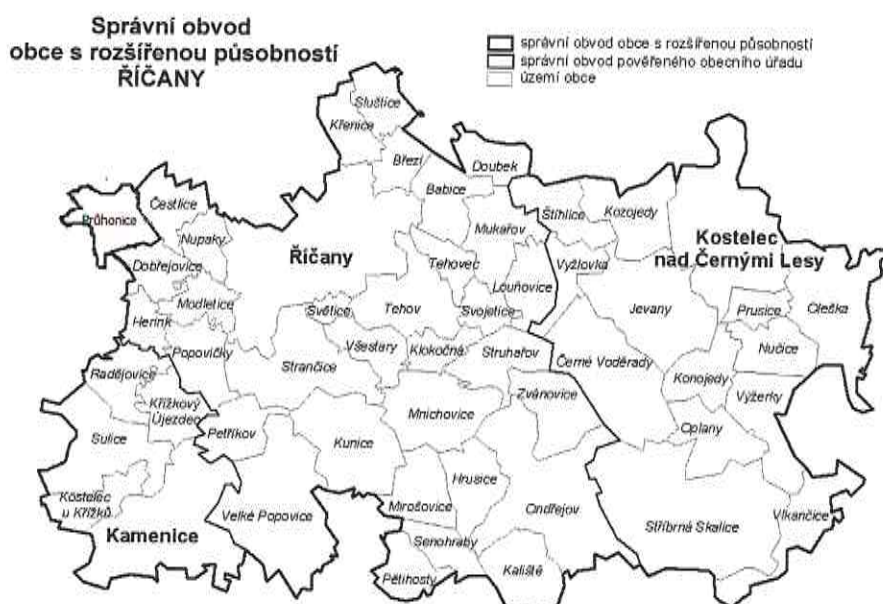 Správní obvod
obce s rozšířenou působností
ŘÍČANY
správní obvod obce s rozšířenou působností
správní obvod pověřeného obecního úřadu
území obce
Sluštice
Křenice
Březí
Doubek
Babice
Průhonice
Čestlice
Nupaky
Mukařov
Štíhlice
Kozojedy
Kostelec
nad Černými Lesy
Říčany
Dobřejovice
Tehovec
Louňovice
Vyžlovka
Modletice
Herink
Světice
Tehov
Svojetice
Jevany
Prusice
Oleška
Popovičky
Strančice
Všestary
Klokočná
Struhařov
Černé Voděrady
Nučice
Radějovice
Konojedy
Křížkový
Újezdec
Zvánovice
Výžerky
Sulice
Petříkov
Kunice
Mnichovice
Oplany
Kostelec
u Křížků
Hrusice
Kamenice
Velké Popovice
Mirošovice
Ondřejov
Stříbrná Skalice
Vlkančice
Senohraby
Pětihosty
Kaliště